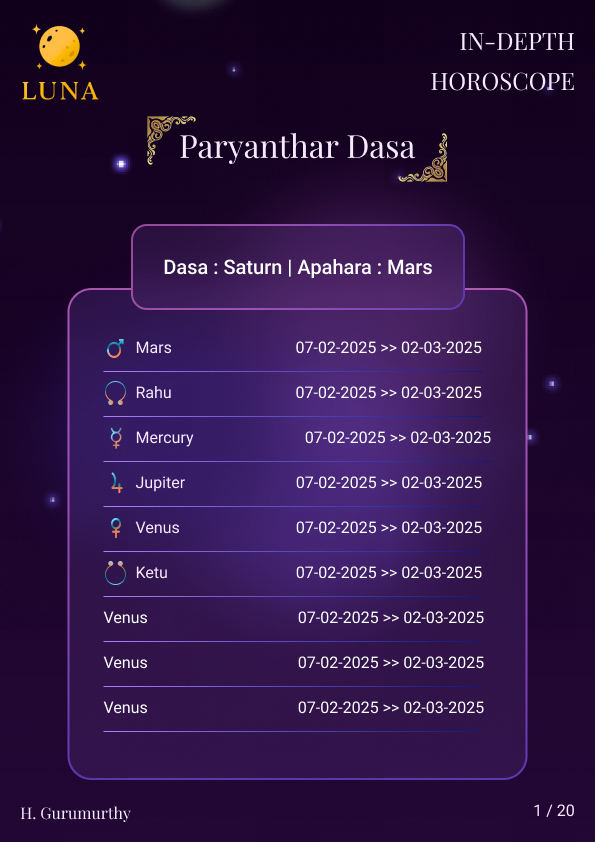 LUNA
IN-DEPTH
HOROSCOPE
Paryanthar Dasa
Dasa : Saturn | Apahara : Mars
Mars 07-02-2025 >> 02-03-2025
Rahu 07-02-2025 >> 02-03-2025
Mercury 07-02-2025 >> 02-03-2025
Jupiter 07-02-2025 >> 02-03-2025
Venus 07-02-2025 >> 02-03-2025
Ketu 07-02-2025 >> 02-03-2025
Venus 07-02-2025 >> 02-03-2025
Venus 07-02-2025 >> 02-03-2025
Venus 07-02-2025 >> 02-03-2025
H. Gurumurthy
1 / 20